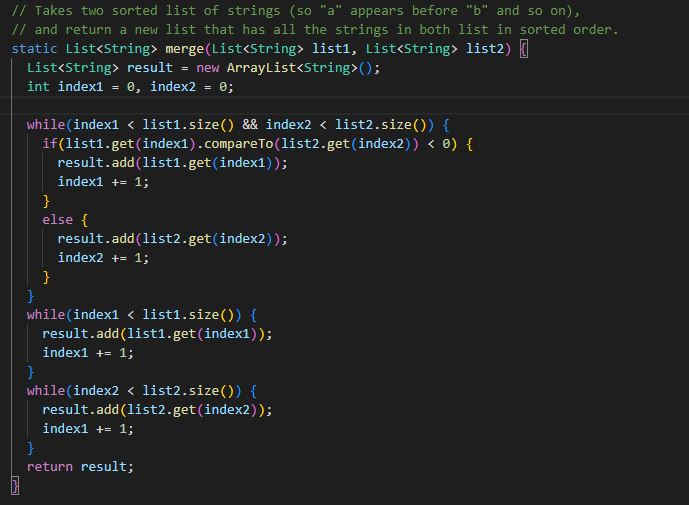 // Takes two sorted list of strings (so "a" appears before "b" and so on),
// and return a new list that has all the strings in both list in sorted order.
static List<String> merge(List<String> list1, List<String> list2) {
  List<String> result = new ArrayList<String>();
  int index1 = 0, index2 = 0;

  while(index1 < list1.size() && index2 < list2.size()) {
    if(list1.get(index1).compareTo(list2.get(index2)) < 0) {
      result.add(list1.get(index1));
      index1 += 1;
    }
    else {
      result.add(list2.get(index2));
      index2 += 1;
    }
  }
  while(index1 < list1.size()) {
    result.add(list1.get(index1));
    index1 += 1;
  }
  while(index2 < list2.size()) {
    result.add(list2.get(index2));
    index1 += 1;
  }
  return result;
}